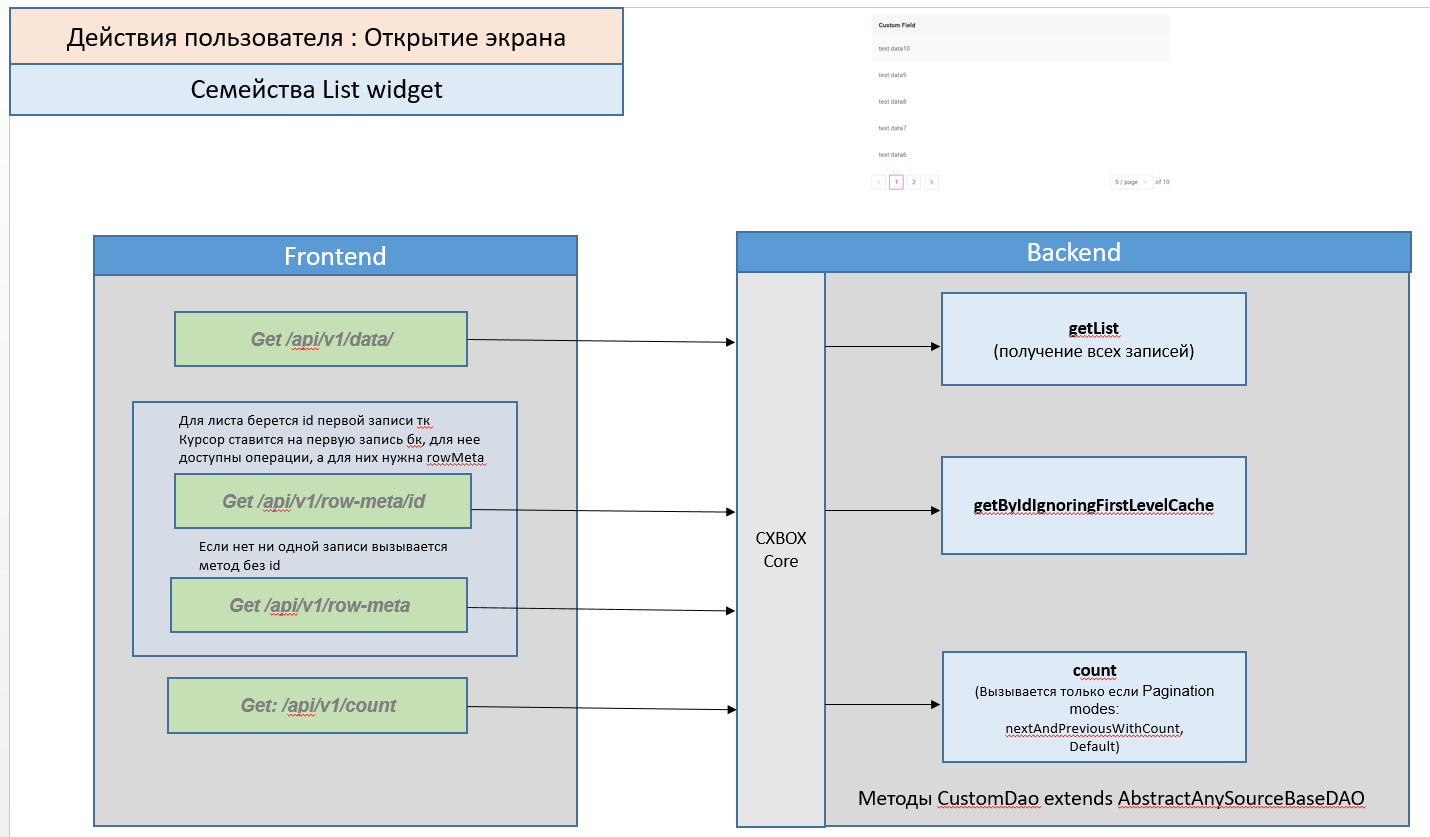 Действия пользователя : Открытие экрана
Семейства List widget
Custom Field
test data10
test data9
test data8
test data7
test data6
< 1 2 >
5 / page of 10
Frontend
Get /api/v1/data/
Для листа берется id первой записи тк
Курсор ставится на первую запись бк, для нее
доступны операции, а для них нужна rowMeta
Get /api/v1/row-meta/id
Если нет ни одной записи вызывается
метод без id
Get /api/v1/row-meta
Get: /api/v1/count
Backend
CXBOX
Core
getList
(получение всех записей)
getByIdIgnoringFirstLevelCache
count
(Вызывается только если Pagination
modes:
nextAndPreviousWithCount,
Default)
Методы CustomDao extends AbstractAnySourceBaseDAO